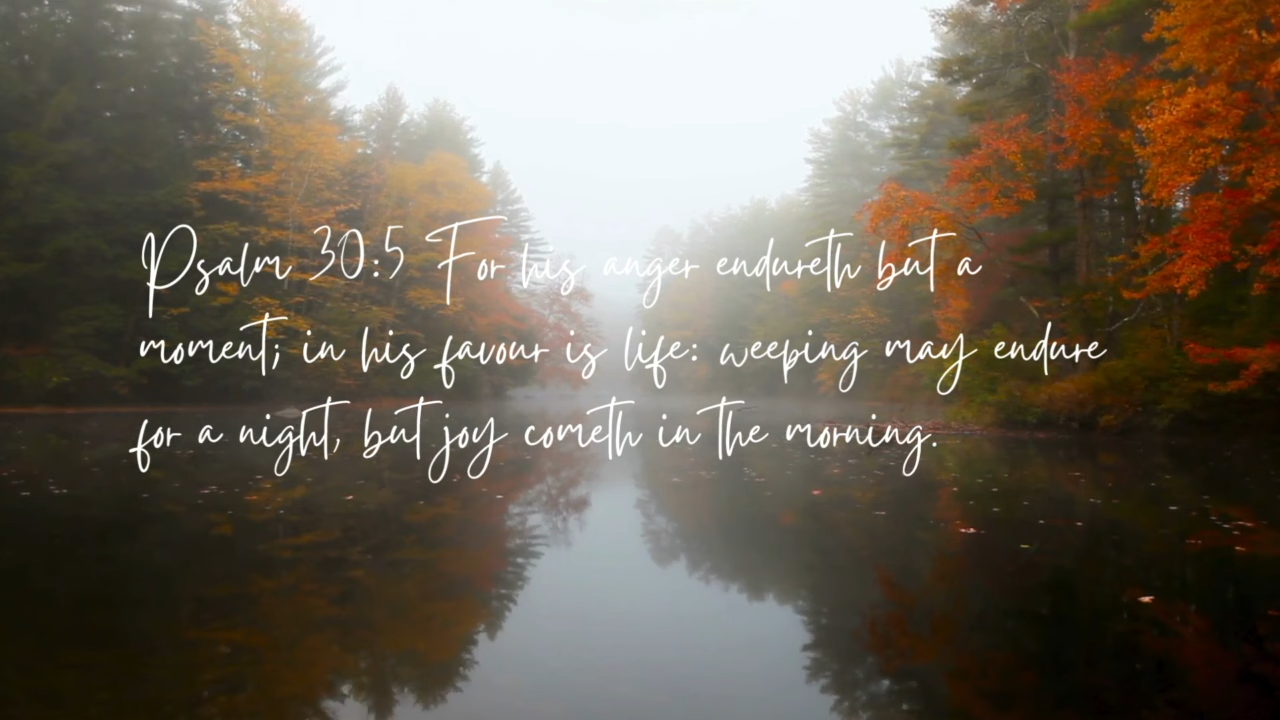 Psalm 30:5 For his anger endureth but a
moment; in his favour is life: weeping may endure
for a night, but joy cometh in the morning.